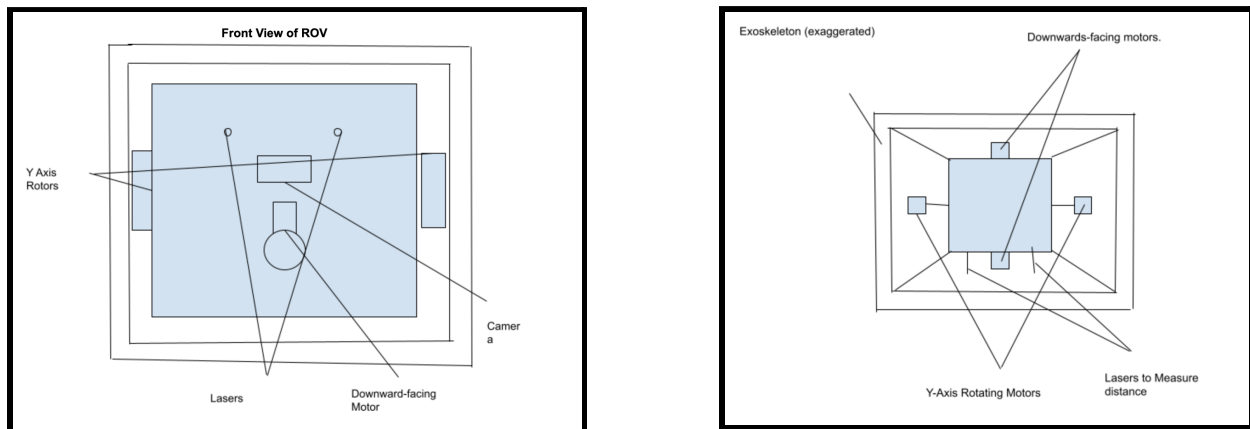 Front View of ROV
Y Axis
Rotors
Camer
a
Lasers
Downward-facing
Motor
Exoskeleton (exaggerated)
Downwards-facing motors.
Y-Axis Rotating Motors
Lasers to Measure
distance